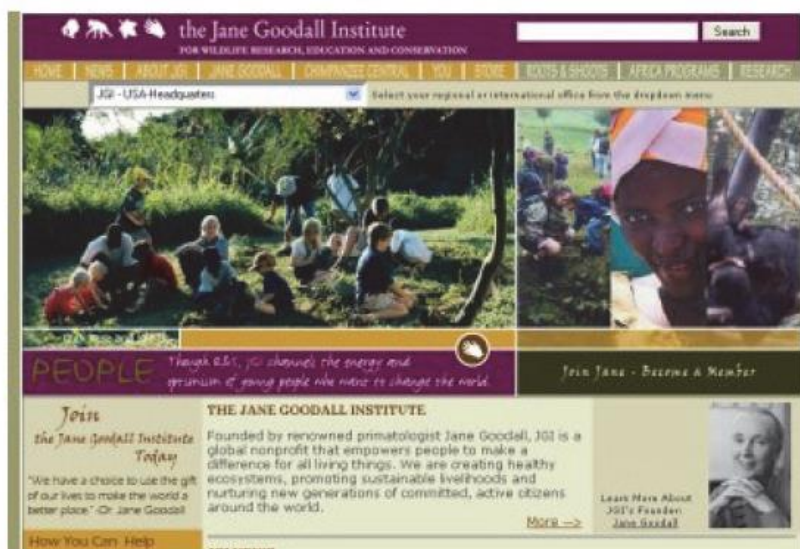 the Jane Goodall Institute
FOR WILDLIFE RESEARCH, EDUCATION AND CONSERVATION
Search
HOME | NEWS | ABOUT JGI | JANE GOODALL | CHIMPANZEE CENTRAL | YOU | STORE | ROOTS & SHOOTS | AFRICA PROGRAMS | RESEARCH
JGI - USA-Headquarters
Select your regional or international office from the dropdown menu
PEOPLE
Though R&S, JGI channels the energy and
optimism of young people who want to change the world.
Join Jane - Become a Member
Join
the Jane Goodall Institute
Today
"We have a choice to use the gift
of our lives to make the world a
better place." -Dr. Jane Goodall
How You Can Help
THE JANE GOODALL INSTITUTE
Founded by renowned primatologist Jane Goodall, JGI is a
global nonprofit that empowers people to make a
difference for all living things. We are creating healthy
ecosystems, promoting sustainable livelihoods and
nurturing new generations of committed, active citizens
around the world.
More -->
Learn More About
JGI's Founder
Jane Goodall